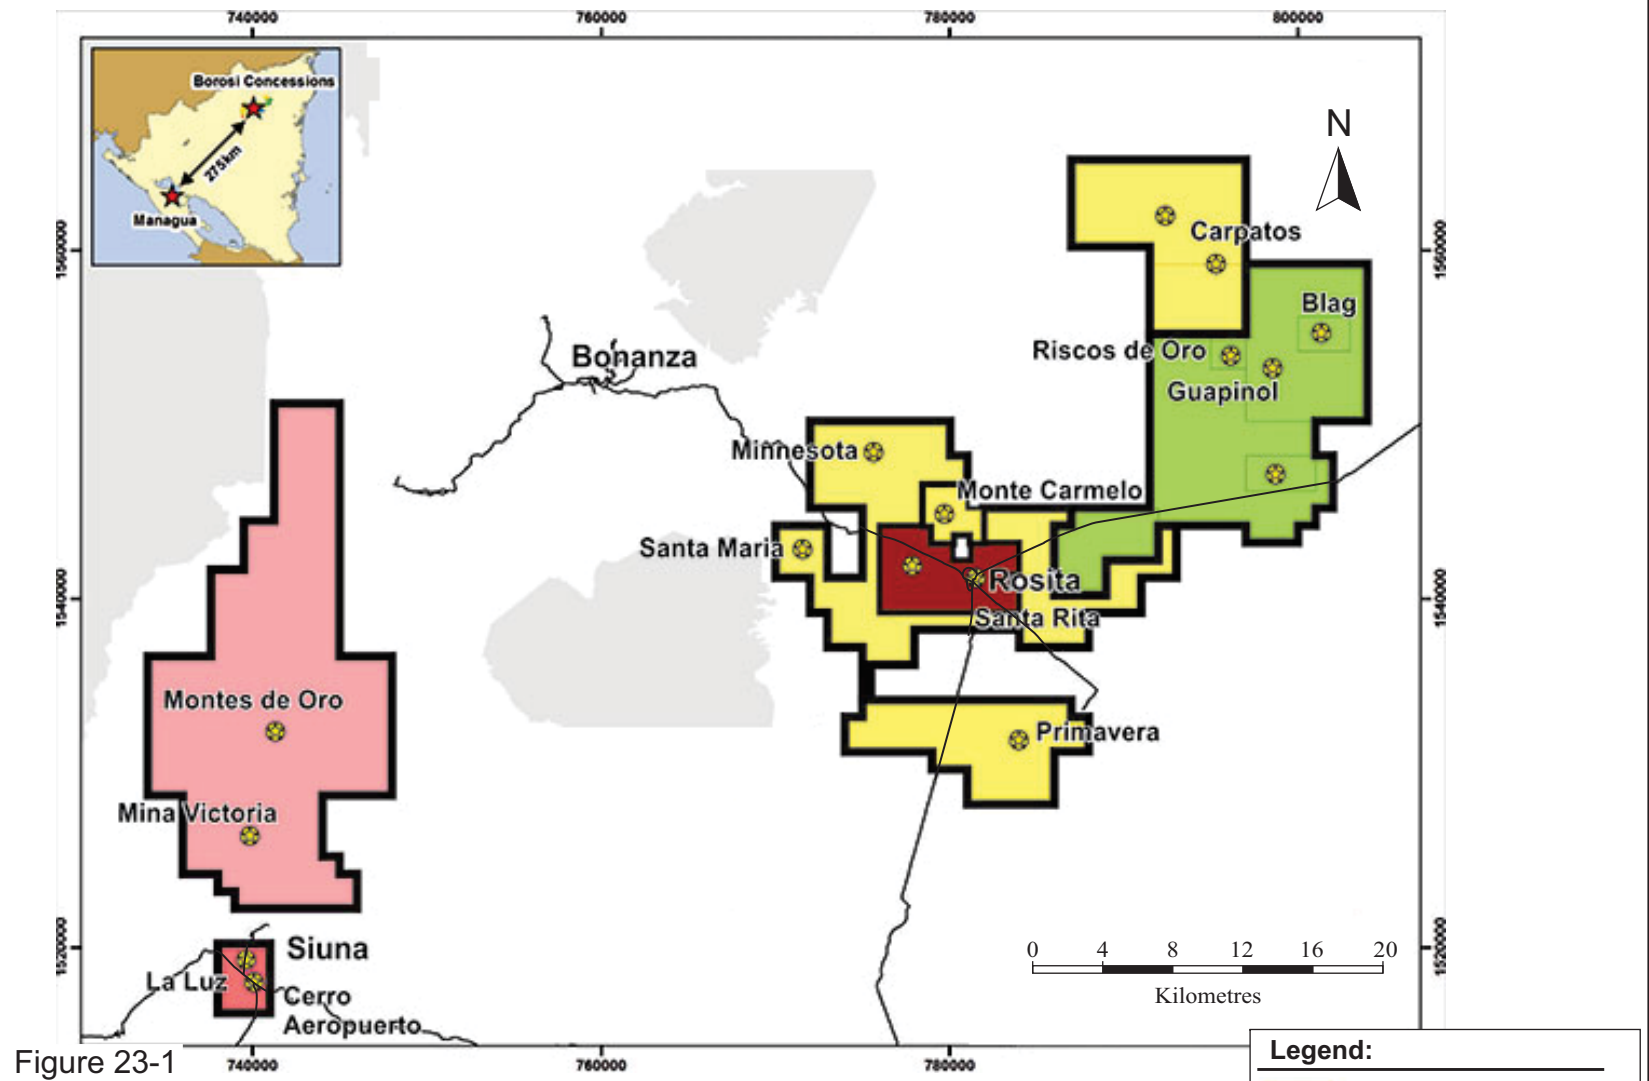 740000
760000
780000
800000
Borosi Concessions
275km
Managua
N
1560000
1560000
Carpatos
Blag
Riscos de Oro
Guapinol
Bonanza
Minnesota
Monte Carmelo
Santa Maria
Rosita
Santa Rita
1540000
1540000
Montes de Oro
Primavera
Mina Victoria
Siuna
La Luz
Cerro
Aeropuerto
1520000
1520000
0 4 8 12 16 20
Kilometres
740000
760000
780000
Figure 23-1
Legend: